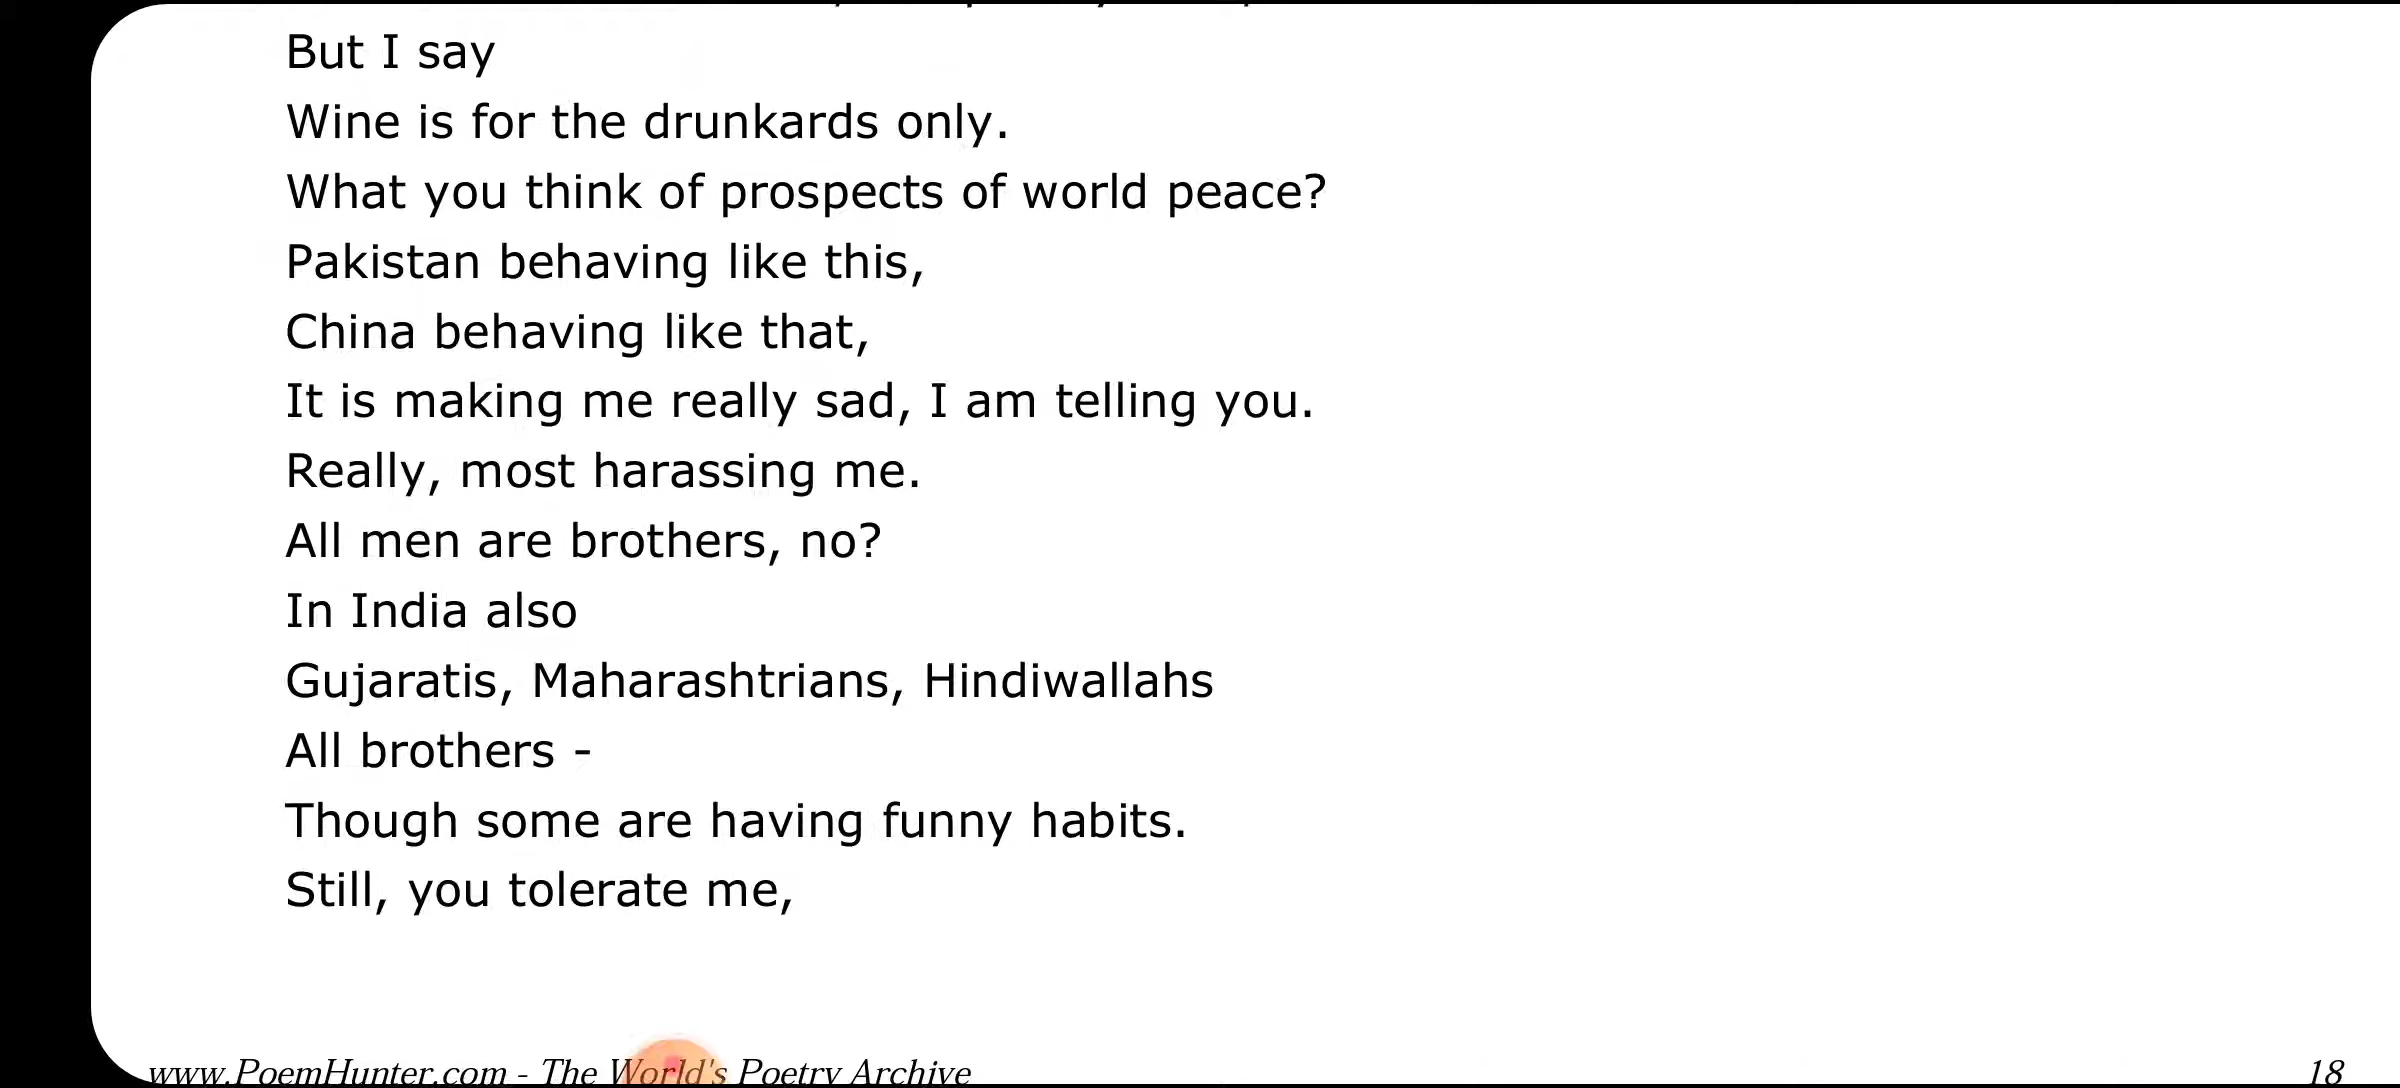 But I say
Wine is for the drunkards only.
What you think of prospects of world peace?
Pakistan behaving like this,
China behaving like that,
It is making me really sad, I am telling you.
Really, most harassing me.
All men are brothers, no?
In India also
Gujaratis, Maharashtrians, Hindiwallahs
All brothers -
Though some are having funny habits.
Still, you tolerate me,
www.PoemHunter.com - The World's Poetry Archive
18